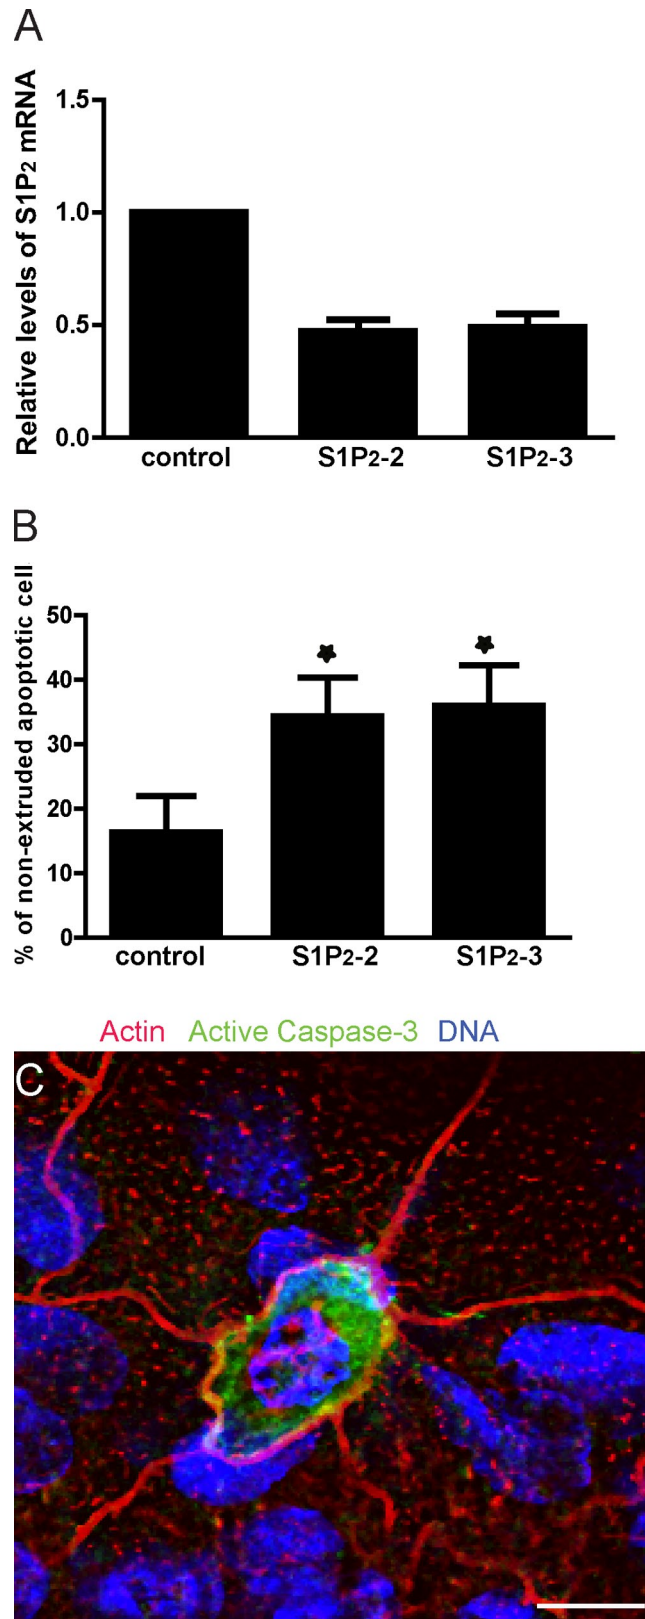 A
Relative levels of S1P2 mRNA
1.5
1.0
0.5
0.0
control S1P2-2 S1P2-3
B
% of non-extruded apoptotic cell
50
40
30
20
10
0
control S1P2-2 S1P2-3
Actin Active Caspase-3 DNA
C